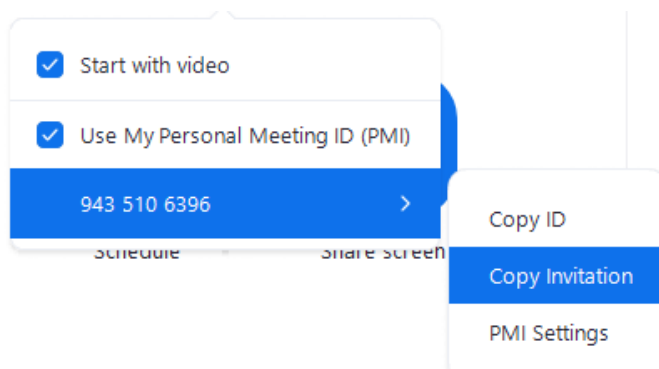 Start with video
Use My Personal Meeting ID (PMI)
943 510 6396
Copy ID
Schedule
Share screen
Copy Invitation
PMI Settings